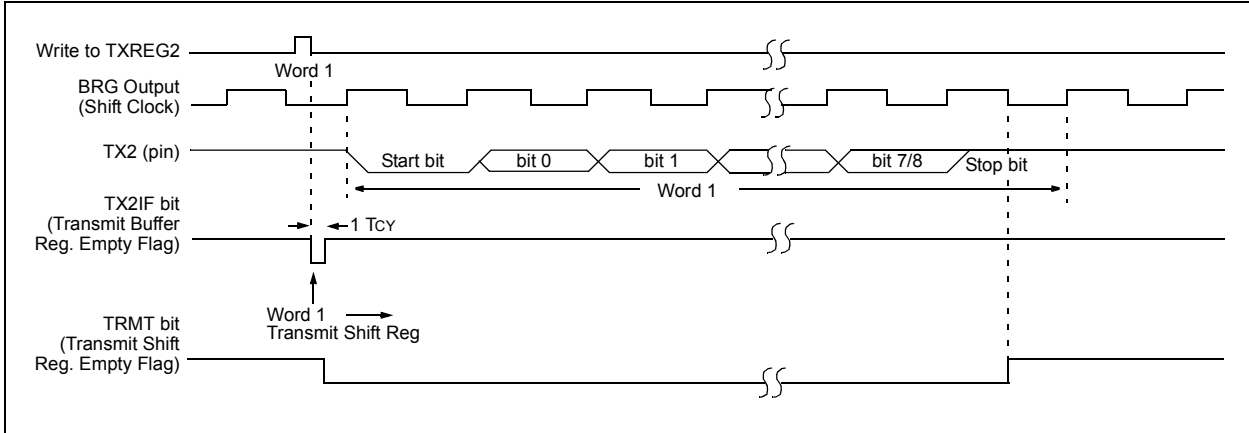 Write to TXREG2
Word 1
BRG Output
(Shift Clock)
TX2 (pin)
Start bit
bit 0
bit 1
bit 7/8
Stop bit
Word 1
TX2IF bit
(Transmit Buffer
Reg. Empty Flag)
1 TCY
Word 1
Transmit Shift Reg
TRMT bit
(Transmit Shift
Reg. Empty Flag)